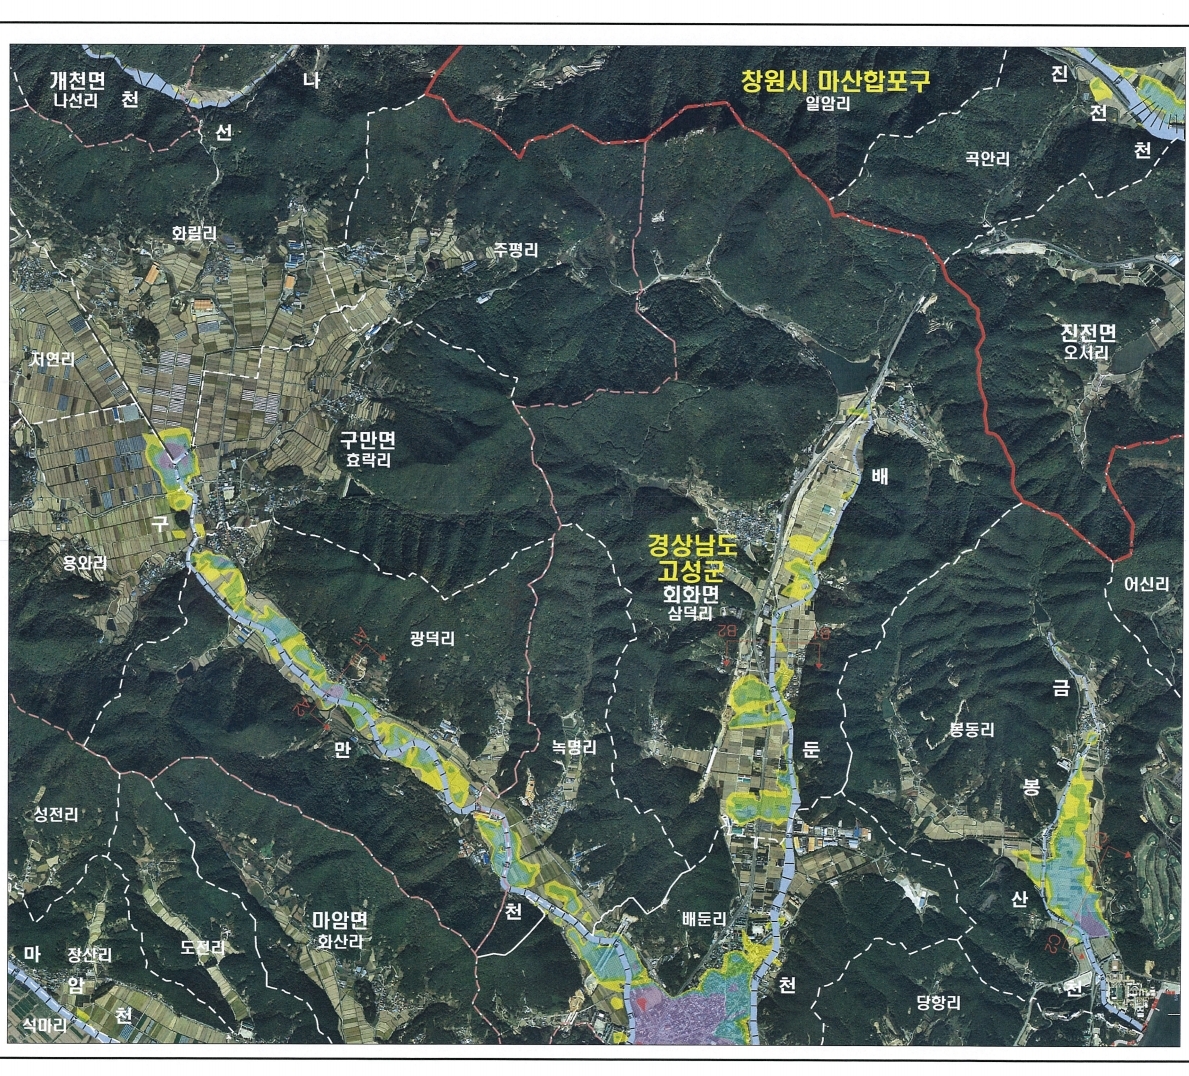 개천면
나선리
천
나
선
창원시 마산합포구
일암리
진
전
천
곡안리
화림리
주평리
저연리
진전면
오서리
구만면
효락리
배
구
경상남도
고성군
회화면
삼덕리
용와리
어신리
B2
광덕리
A1
A2
금
만
녹명리
둔
봉동리
봉
성전리
산
천
마암면
화산리
배둔리
마
장산리
도전리
C2
암
천
천
당항리
천
석마리